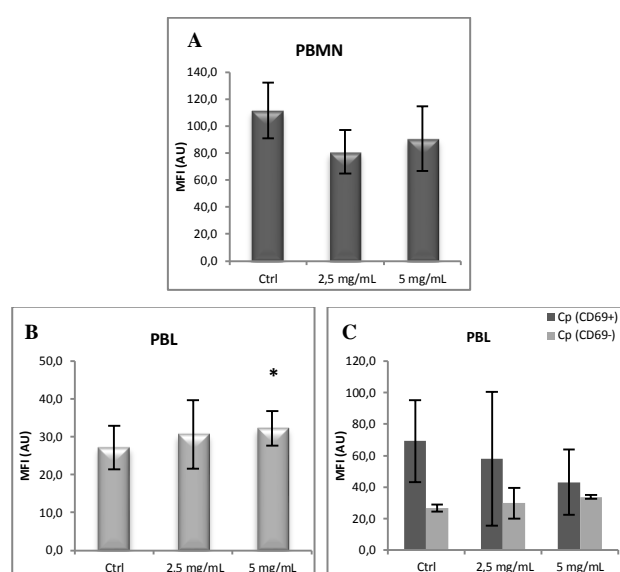 A
PBMN
140,0
120,0
100,0
80,0
60,0
40,0
20,0
0,0
MFI (AU)
Ctrl 2,5 mg/mL 5 mg/mL
B
PBL
*
50,0
40,0
30,0
20,0
10,0
0,0
MFI (AU)
Ctrl 2,5 mg/mL 5 mg/mL
C
PBL
Cp (CD69+)
Cp (CD69-)
120,0
100,0
80,0
60,0
40,0
20,0
0,0
MFI (AU)
Ctrl 2,5 mg/mL 5 mg/mL